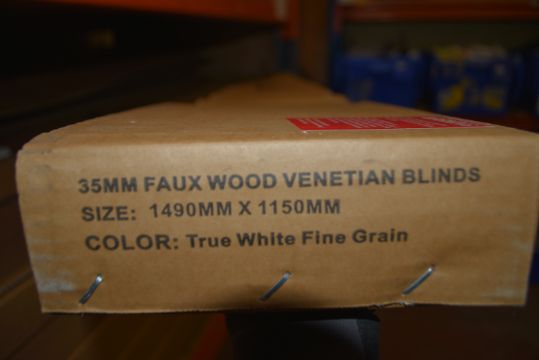 35MM FAUX WOOD VENETIAN BLINDS
SIZE: 1490MM X 1150MM
COLOR: True White Fine Grain